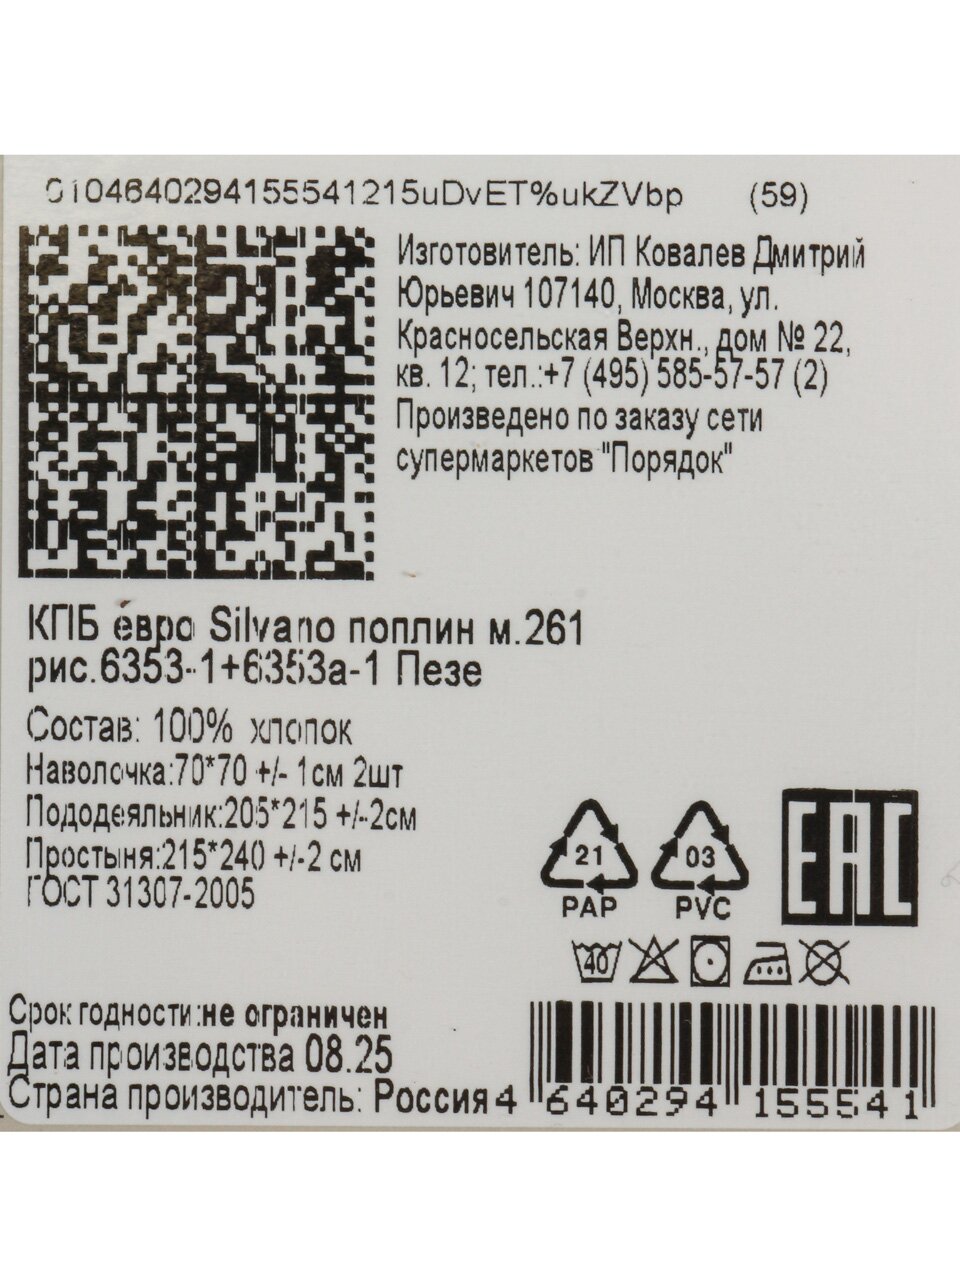 0104640294155541215uDvET%ukZVbp (59)
Изготовитель: ИП Ковалев Дмитрий
Юрьевич 107140, Москва, ул.
Красносельская Верхн., дом № 22,
кв. 12; тел.:+7 (495) 585-57-57 (2)
Произведено по заказу сети
супермаркетов "Порядок"
КПБ евро Silvano поплин м.261
рис.6353-1+6353а-1 Пезе
Состав: 100% хлопок
Наволочка:70*70 +/- 1см 2шт
Пододеяльник:205*215 +/-2см
Простыня:215*240 +/-2 см
ГОСТ 31307-2005
21
PAP
03
PVC
EAC
40
Срок годности:не ограничен
Дата производства 08.25
Страна производитель: Россия
4 640294 155541